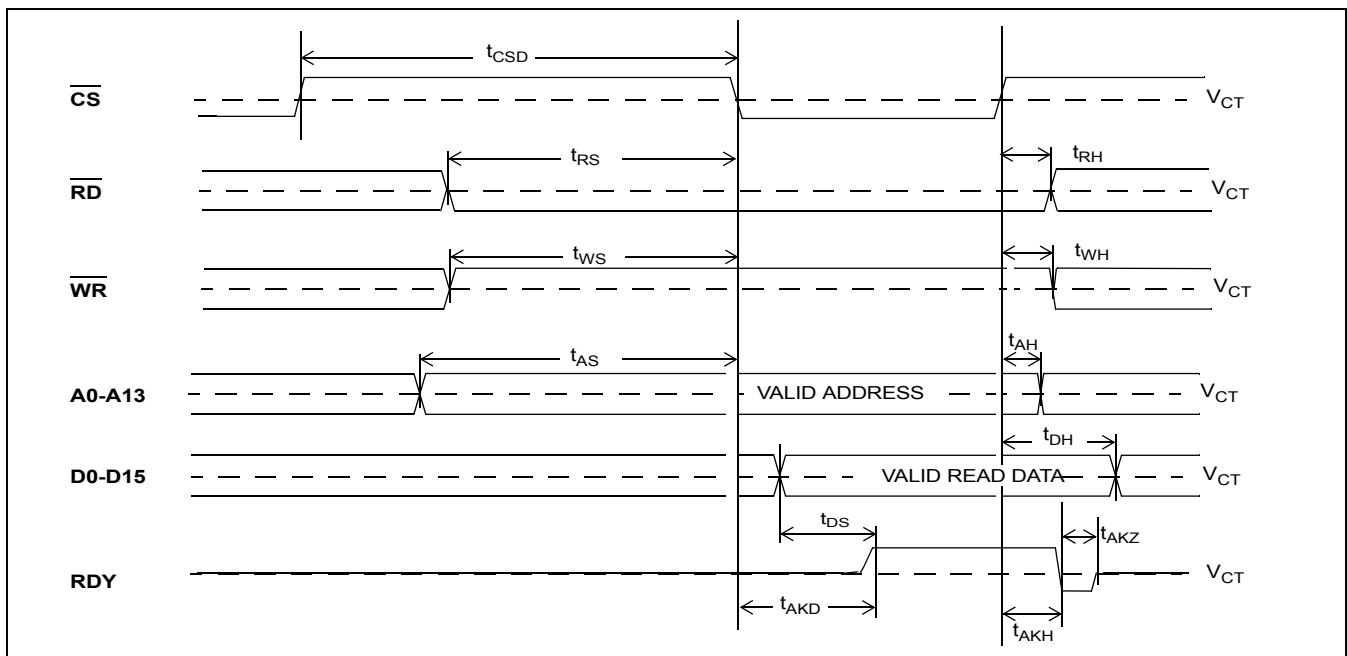 tCSD
CS VCT
tRS tRH
RD VCT
tWS tWH
WR VCT
tAS tAH
A0-A13 VALID ADDRESS VCT
tDH
D0-D15 VALID READ DATA VCT
tDS tAKZ
RDY VCT
tAKD tAKH